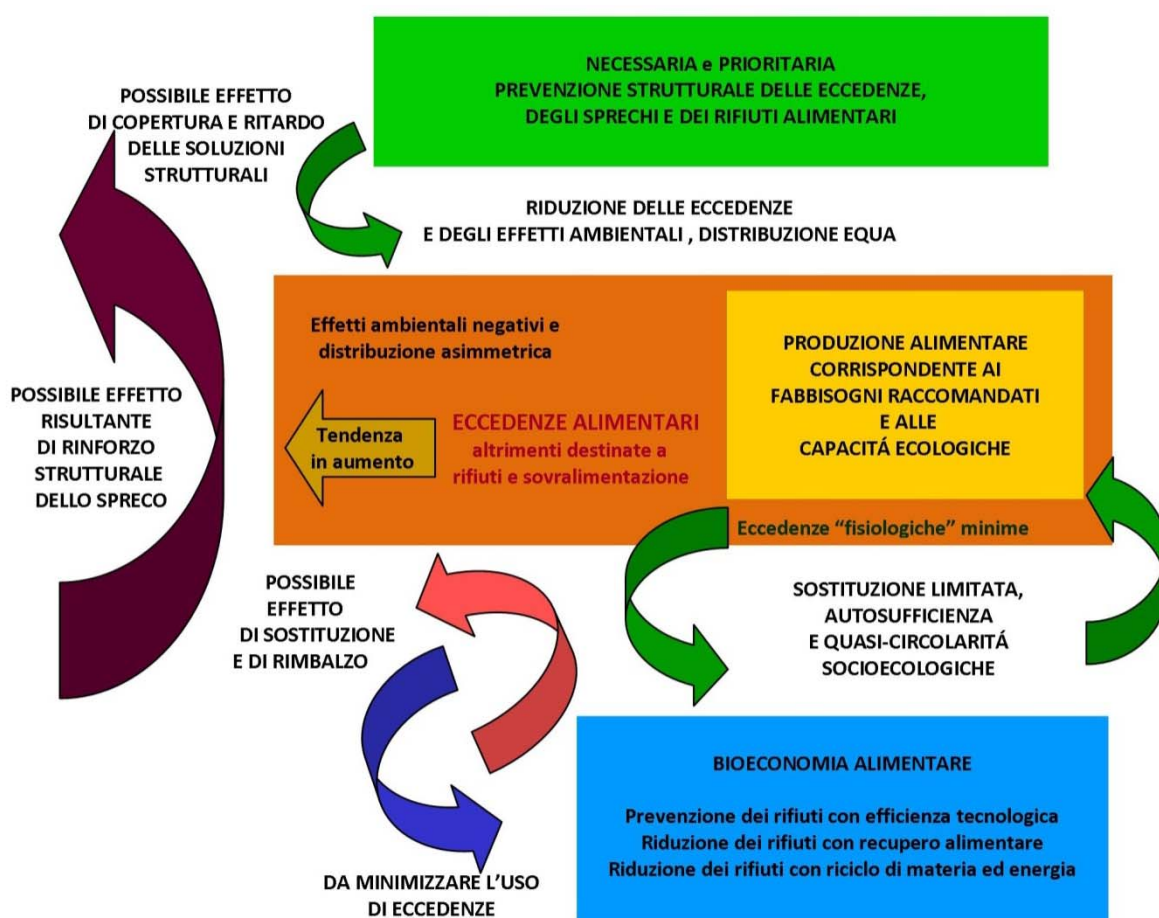 NECESSARIA e PRIORITARIA
PREVENZIONE STRUTTURALE DELLE ECCEDENZE,
DEGLI SPRECHI E DEI RIFIUTI ALIMENTARI
POSSIBILE EFFETTO
DI COPERTURA E RITARDO
DELLE SOLUZIONI
STRUTTURALI
RIDUZIONE DELLE ECCEDENZE
E DEGLI EFFETTI AMBIENTALI , DISTRIBUZIONE EQUA
Effetti ambientali negativi e
distribuzione asimmetrica
PRODUZIONE ALIMENTARE
CORRISPONDENTE AI
FABBISOGNI RACCOMANDATI
E ALLE
CAPACITÁ ECOLOGICHE
POSSIBILE EFFETTO
RISULTANTE
DI RINFORZO
STRUTTURALE
DELLO SPRECO
Tendenza
in aumento
ECCEDENZE ALIMENTARI
altrimenti destinate a
rifiuti e sovralimentazione
Eccedenze “fisiologiche” minime
POSSIBILE
EFFETTO
DI SOSTITUZIONE
E DI RIMBALZO
SOSTITUZIONE LIMITATA,
AUTOSUFFICIENZA
E QUASI-CIRCOLARITÁ
SOCIOECOLOGICHE
BIOECONOMIA ALIMENTARE
Prevenzione dei rifiuti con efficienza tecnologica
Riduzione dei rifiuti con recupero alimentare
Riduzione dei rifiuti con riciclo di materia ed energia
DA MINIMIZZARE L’USO
DI ECCEDENZE